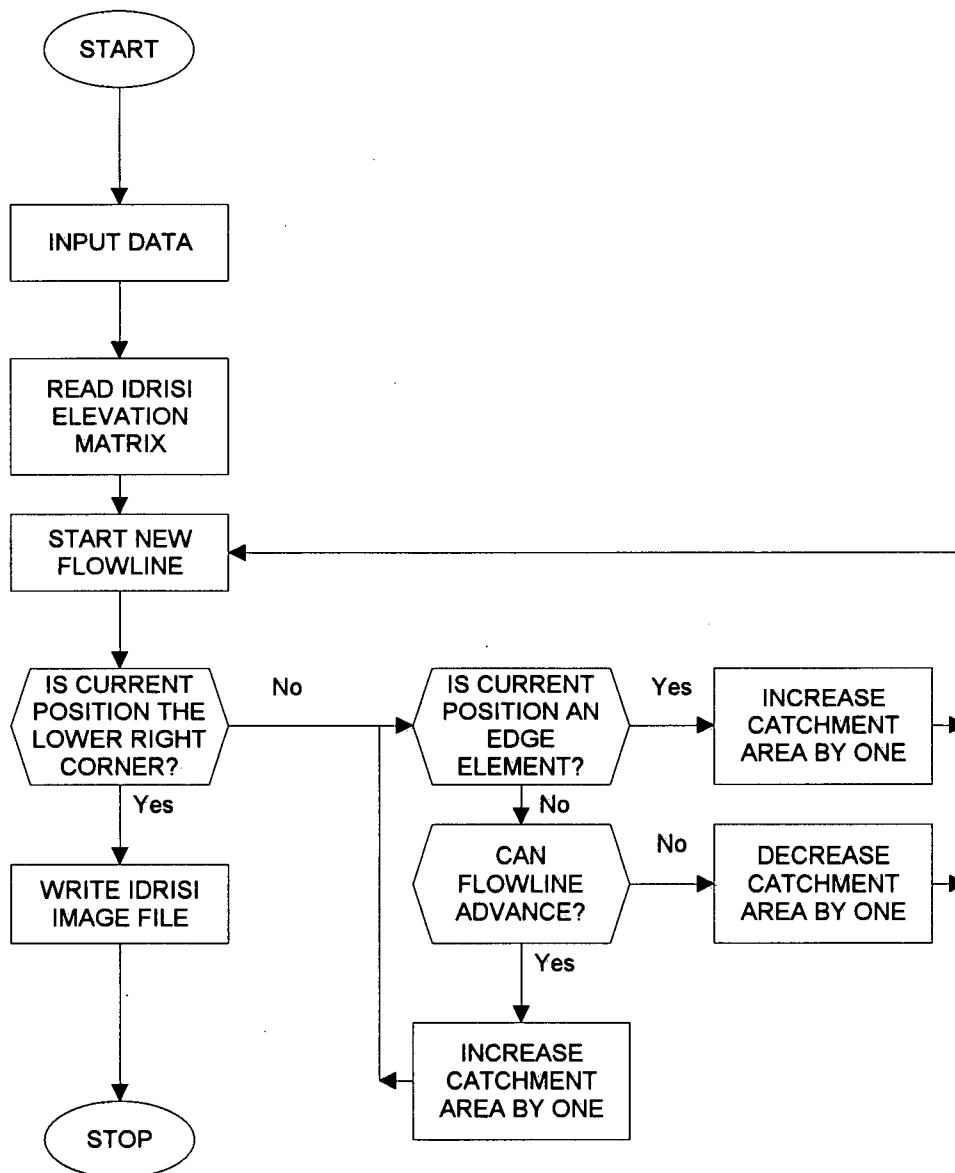 START
INPUT DATA
READ IDRISI
ELEVATION
MATRIX
START NEW
FLOWLINE
IS CURRENT
POSITION THE
LOWER RIGHT
CORNER?
No
IS CURRENT
POSITION AN
EDGE
ELEMENT?
Yes
INCREASE
CATCHMENT
AREA BY ONE
Yes
No
WRITE IDRISI
IMAGE FILE
CAN
FLOWLINE
ADVANCE?
No
DECREASE
CATCHMENT
AREA BY ONE
Yes
INCREASE
CATCHMENT
AREA BY ONE
STOP